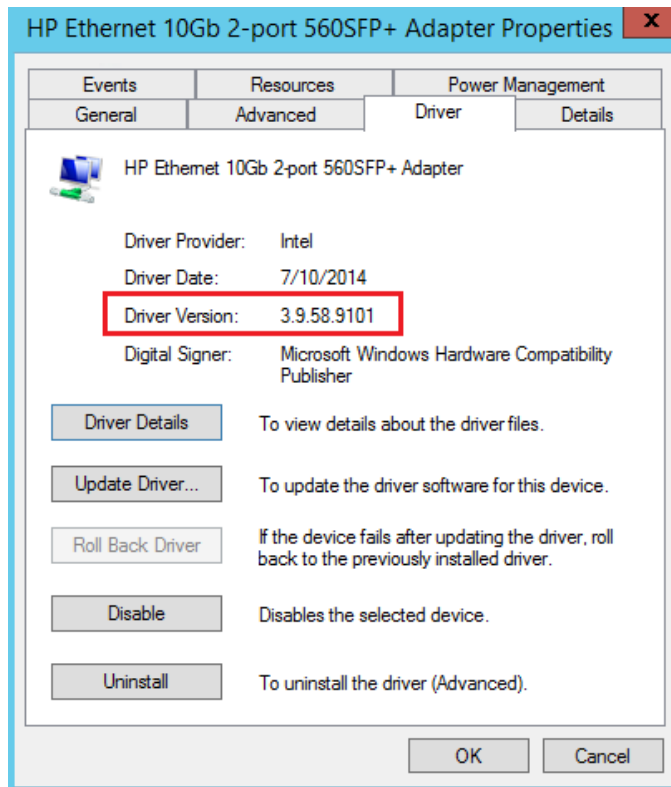 HP Ethernet 10Gb 2-port 560SFP+ Adapter Properties
x
Events Resources Power Management
General Advanced Driver Details
HP Ethernet 10Gb 2-port 560SFP+ Adapter
Driver Provider: Intel
Driver Date: 7/10/2014
Driver Version: 3.9.58.9101
Digital Signer: Microsoft Windows Hardware Compatibility
Publisher
Driver Details To view details about the driver files.
Update Driver... To update the driver software for this device.
If the device fails after updating the driver, roll
Roll Back Driver back to the previously installed driver.
Disable Disables the selected device.
Uninstall To uninstall the driver (Advanced).
OK Cancel